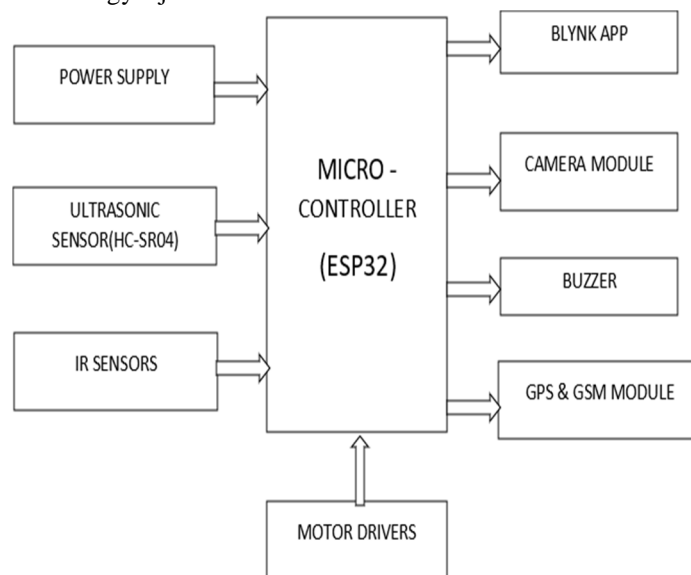 POWER SUPPLY
ULTRASONIC
SENSOR(HC-SR04)
IR SENSORS
MICRO -
CONTROLLER
(ESP32)
BLYNK APP
CAMERA MODULE
BUZZER
GPS & GSM MODULE
MOTOR DRIVERS